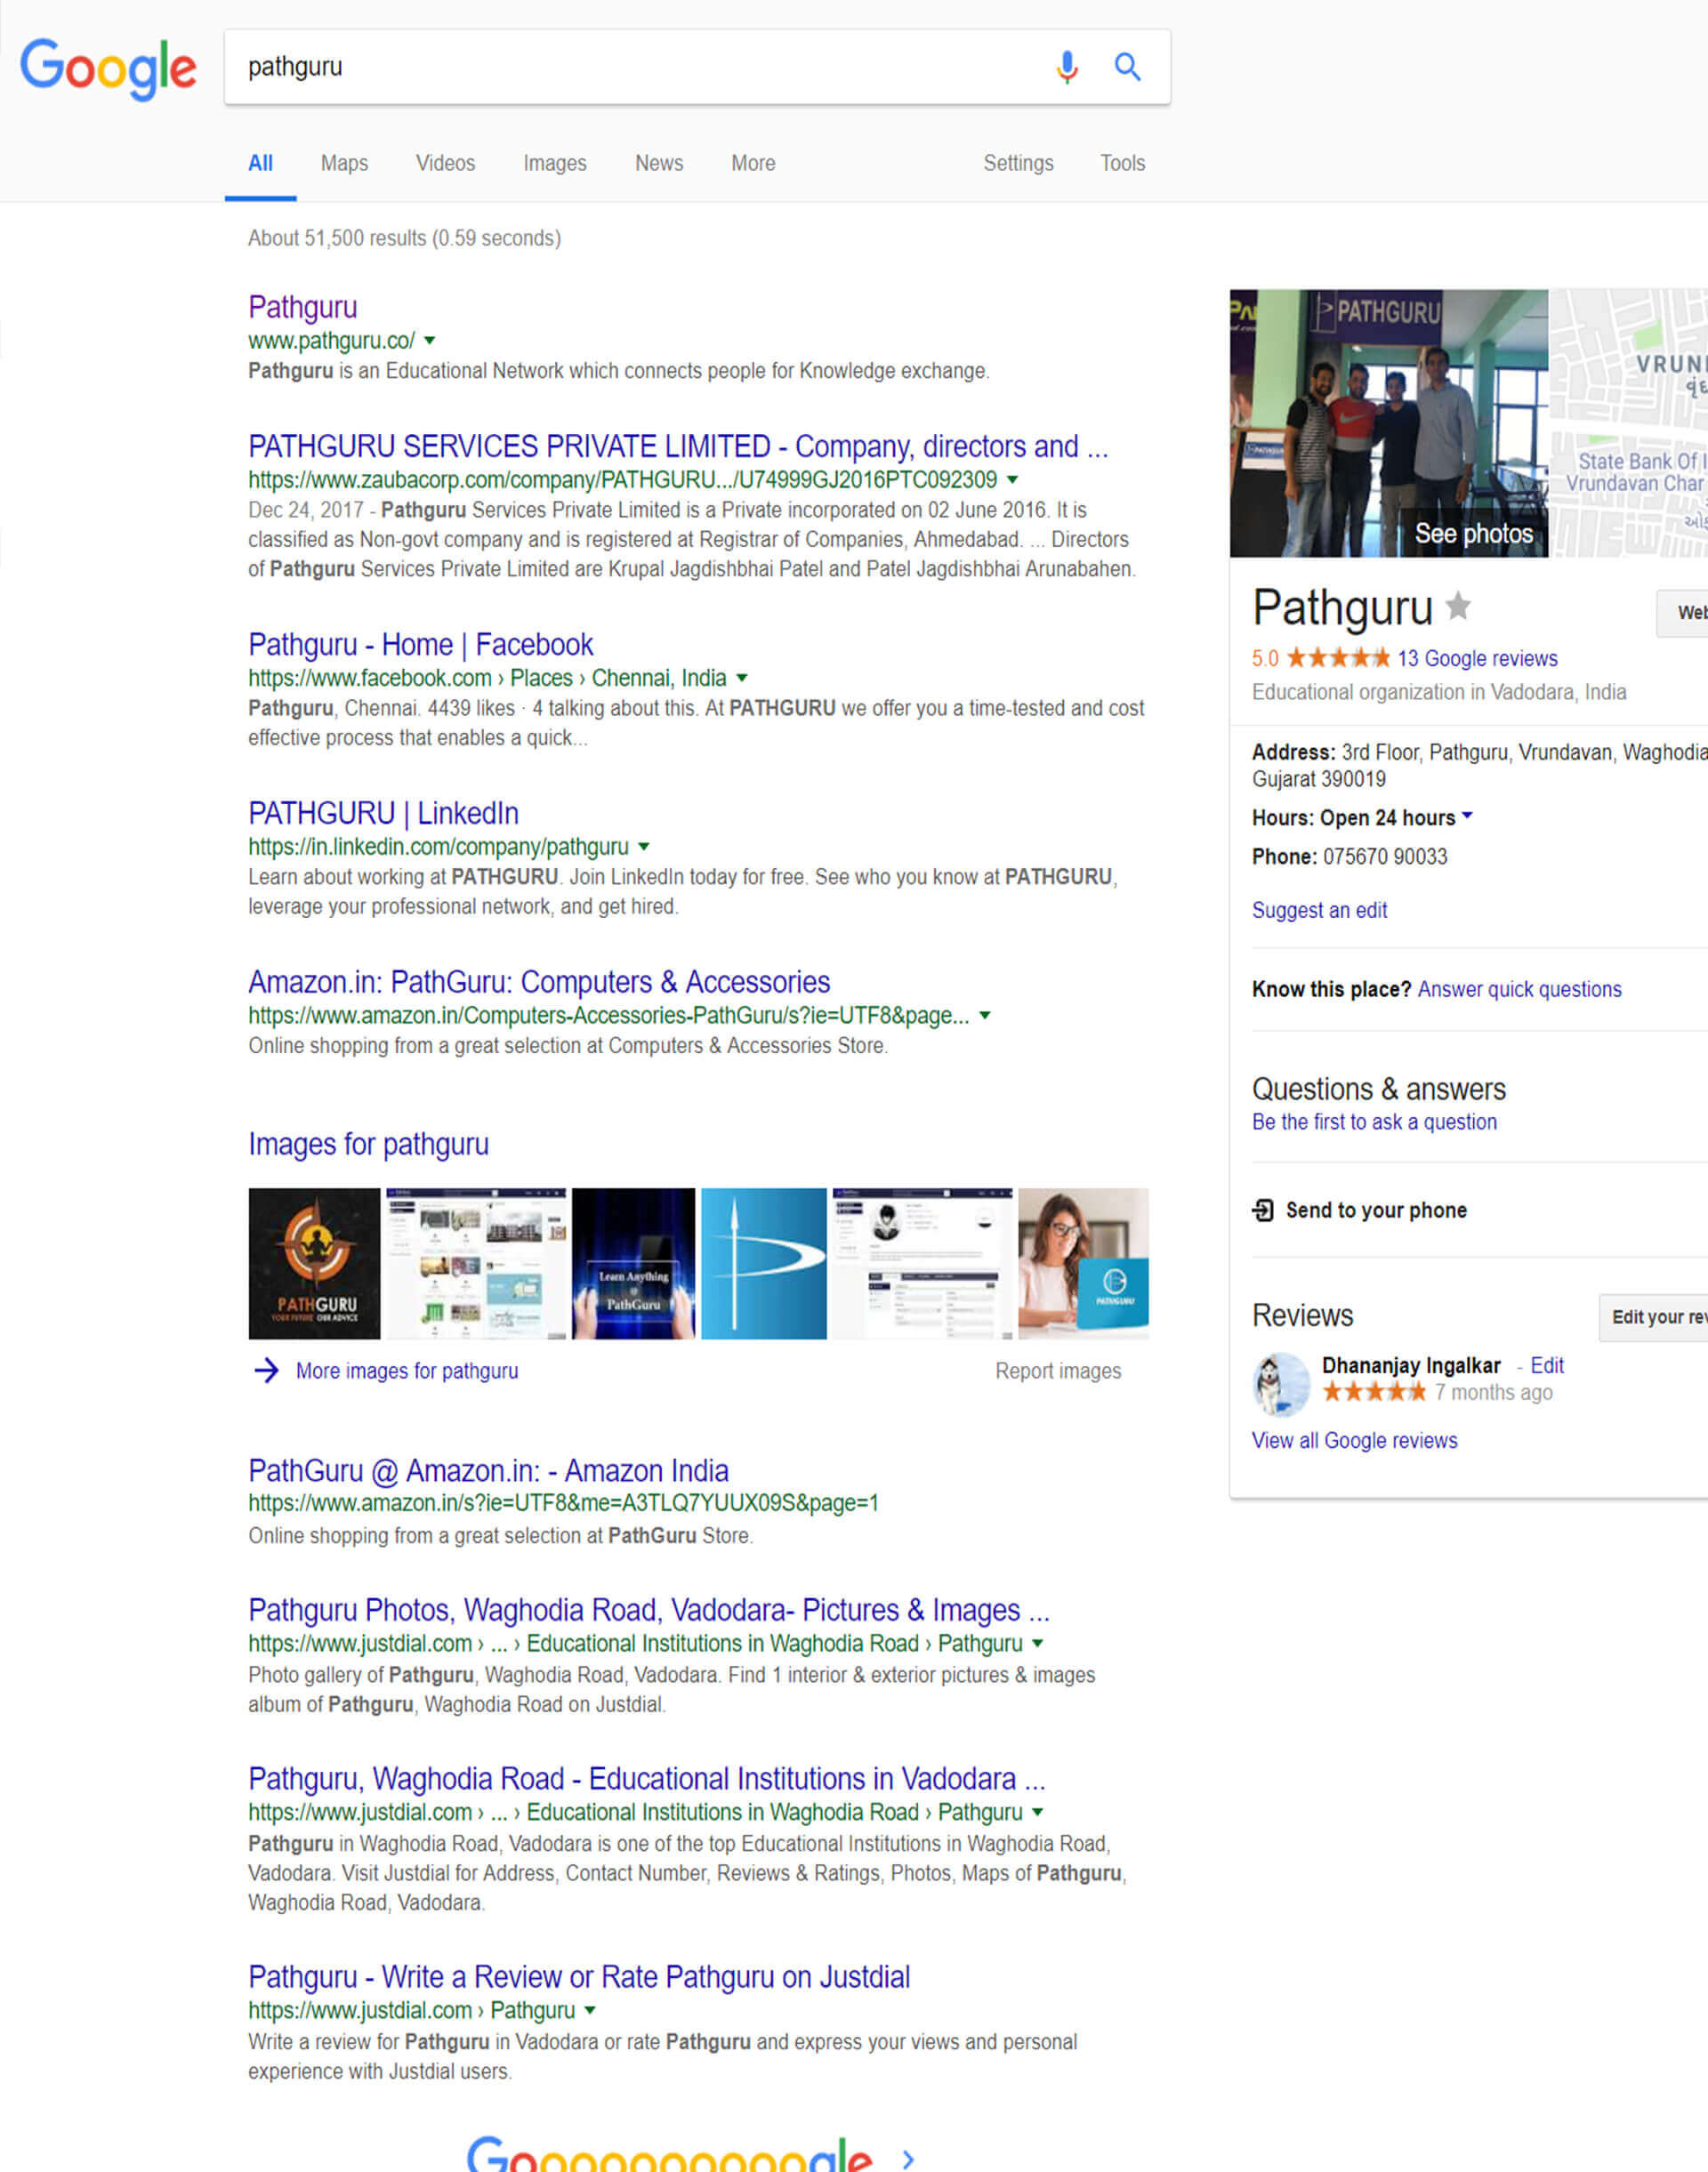 Google
pathguru
All Maps Videos Images News More Settings Tools
About 51,500 results (0.59 seconds)
Pathguru
www.pathguru.co/
Pathguru is an Educational Network which connects people for Knowledge exchange.
PATHGURU SERVICES PRIVATE LIMITED - Company, directors and ...
https://www.zaubacorp.com/company/PATHGURU.../U74999GJ2016PTC092309
Dec 24, 2017 - Pathguru Services Private Limited is a Private incorporated on 02 June 2016. It is
classified as Non-govt company and is registered at Registrar of Companies, Ahmedabad. ... Directors
of Pathguru Services Private Limited are Krupal Jagdishbhai Patel and Patel Jagdishbhai Arunabahen.
Pathguru - Home | Facebook
https://www.facebook.com › Places › Chennai, India
Pathguru, Chennai. 4439 likes · 4 talking about this. At PATHGURU we offer you a time-tested and cost
effective process that enables a quick...
PATHGURU | LinkedIn
https://in.linkedin.com/company/pathguru
Learn about working at PATHGURU. Join LinkedIn today for free. See who you know at PATHGURU,
leverage your professional network, and get hired.
Amazon.in: PathGuru: Computers & Accessories
https://www.amazon.in/Computers-Accessories-PathGuru/s?ie=UTF8&page...
Online shopping from a great selection at Computers & Accessories Store.
Images for pathguru
PATHGURU
YOUR FUTURE OUR ADVICE
Learn Anything
@
PathGuru
PATHGURU
More images for pathguru Report images
PathGuru @ Amazon.in: - Amazon India
https://www.amazon.in/s?ie=UTF8&me=A3TLQ7YUUX09S&page=1
Online shopping from a great selection at PathGuru Store.
Pathguru Photos, Waghodia Road, Vadodara- Pictures & Images ...
https://www.justdial.com › ... › Educational Institutions in Waghodia Road › Pathguru
Photo gallery of Pathguru, Waghodia Road, Vadodara. Find 1 interior & exterior pictures & images
album of Pathguru, Waghodia Road on Justdial.
Pathguru, Waghodia Road - Educational Institutions in Vadodara ...
https://www.justdial.com › ... › Educational Institutions in Waghodia Road › Pathguru
Pathguru in Waghodia Road, Vadodara is one of the top Educational Institutions in Waghodia Road,
Vadodara. Visit Justdial for Address, Contact Number, Reviews & Ratings, Photos, Maps of Pathguru,
Waghodia Road, Vadodara.
Pathguru - Write a Review or Rate Pathguru on Justdial
https://www.justdial.com › Pathguru
Write a review for Pathguru in Vadodara or rate Pathguru and express your views and personal
experience with Justdial users.
Goooooooooogle
PATHGURU
See photos
VRUN
State Bank Of I
Vrundavan Char
Pathguru
Web
5.0 13 Google reviews
Educational organization in Vadodara, India
Address: 3rd Floor, Pathguru, Vrundavan, Waghodia
Gujarat 390019
Hours: Open 24 hours
Phone: 075670 90033
Suggest an edit
Know this place? Answer quick questions
Questions & answers
Be the first to ask a question
Send to your phone
Reviews Edit your rev
Dhananjay Ingalkar - Edit
7 months ago
View all Google reviews